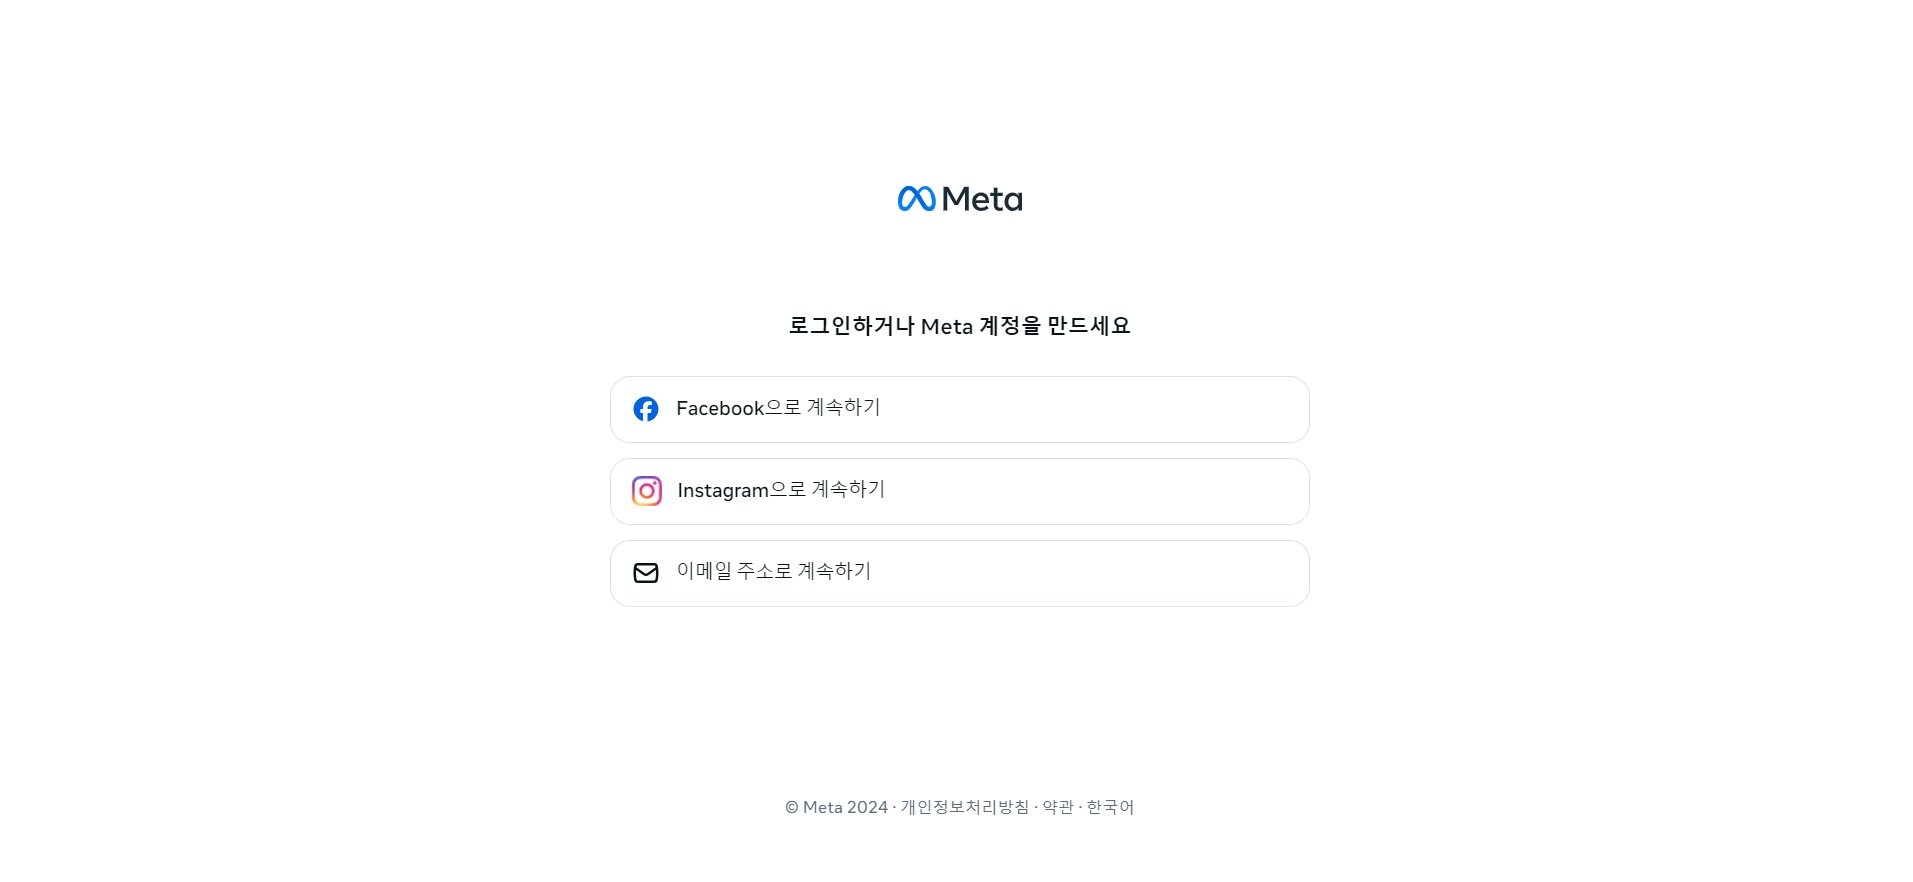 Meta
로그인하거나 Meta 계정을 만드세요
Facebook으로 계속하기
Instagram으로 계속하기
이메일 주소로 계속하기
© Meta 2024 · 개인정보처리방침 · 약관 · 한국어